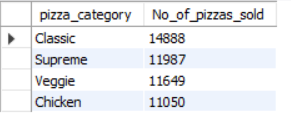 pizza_category No_of_pizzas_sold
Classic 14888
Supreme 11987
Veggie 11649
Chicken 11050